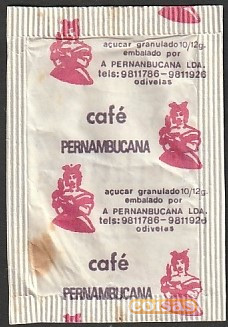 açucar granulado 10/12g.
embalado por
A PERNANBUCANA LDA.
tels: 9811786-9811926
odivelas
café
PERNAMBUCANA
açucar granulado 10/12g.
embalado por
A PERNANBUCANA LDA.
tels: 9811786-9811926
odivelas
café
PERNAMBUCANA